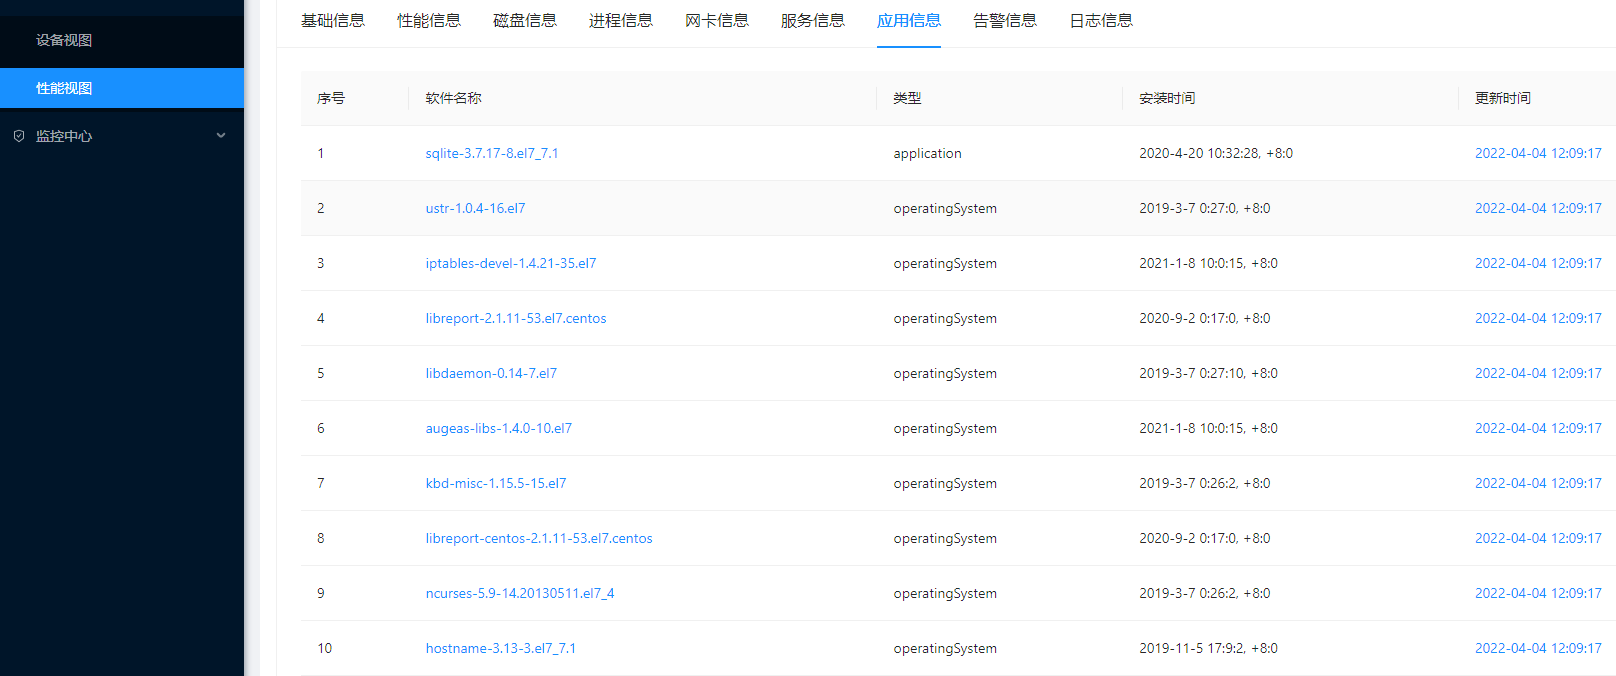 设备视图
性能视图
监控中心
基础信息 性能信息 磁盘信息 进程信息 网卡信息 服务信息 应用信息 告警信息 日志信息
序号 软件名称 类型 安装时间 更新时间
1 sqlite-3.7.17-8.el7_7.1 application 2020-4-20 10:32:28, +8:0 2022-04-04 12:09:17
2 ustr-1.0.4-16.el7 operatingSystem 2019-3-7 0:27:0, +8:0 2022-04-04 12:09:17
3 iptables-devel-1.4.21-35.el7 operatingSystem 2021-1-8 10:0:15, +8:0 2022-04-04 12:09:17
4 libreport-2.1.11-53.el7.centos operatingSystem 2020-9-2 0:17:0, +8:0 2022-04-04 12:09:17
5 libdaemon-0.14-7.el7 operatingSystem 2019-3-7 0:27:10, +8:0 2022-04-04 12:09:17
6 augeas-libs-1.4.0-10.el7 operatingSystem 2021-1-8 10:0:15, +8:0 2022-04-04 12:09:17
7 kbd-misc-1.15.5-15.el7 operatingSystem 2019-3-7 0:26:2, +8:0 2022-04-04 12:09:17
8 libreport-centos-2.1.11-53.el7.centos operatingSystem 2020-9-2 0:17:0, +8:0 2022-04-04 12:09:17
9 ncurses-5.9-14.20130511.el7_4 operatingSystem 2019-3-7 0:26:2, +8:0 2022-04-04 12:09:17
10 hostname-3.13-3.el7_7.1 operatingSystem 2019-11-5 17:9:2, +8:0 2022-04-04 12:09:17